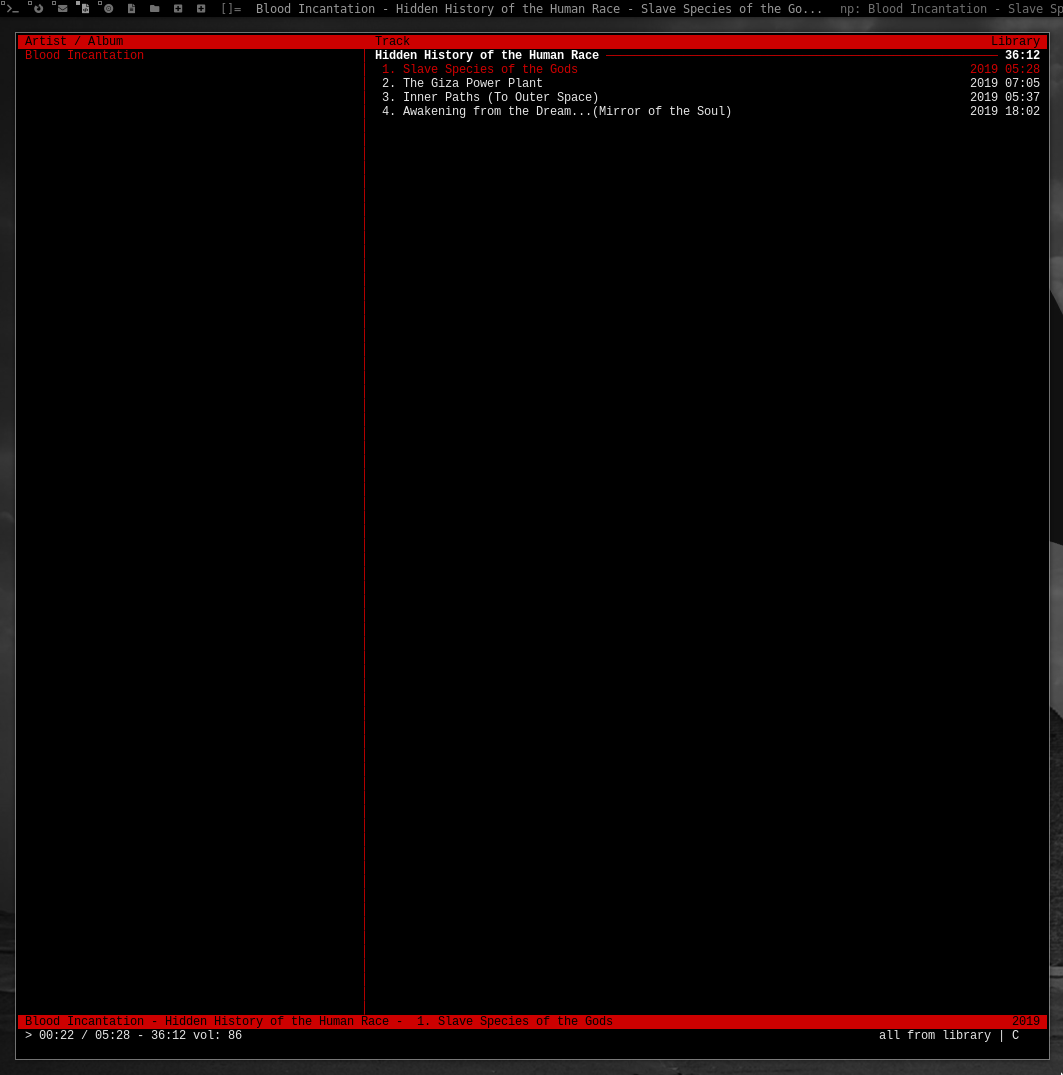 []= Blood Incantation - Hidden History of the Human Race - Slave Species of the Go... np: Blood Incantation - Slave Sp
Artist / Album Track Library
Blood Incantation Hidden History of the Human Race 36:12
1. Slave Species of the Gods 2019 05:28
2. The Giza Power Plant 2019 07:05
3. Inner Paths (To Outer Space) 2019 05:37
4. Awakening from the Dream...(Mirror of the Soul) 2019 18:02
Blood Incantation - Hidden History of the Human Race - 1. Slave Species of the Gods 2019
> 00:22 / 05:28 - 36:12 vol: 86 all from library | C